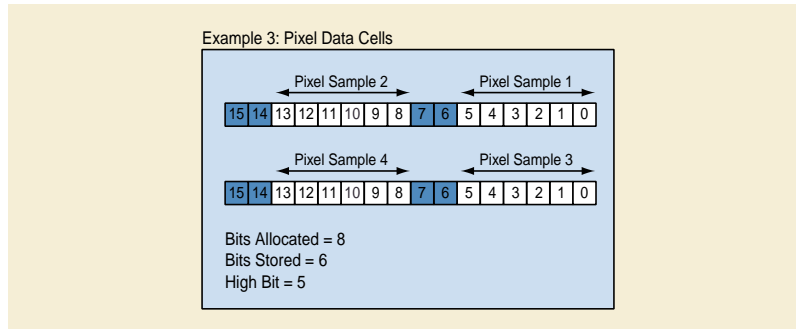 Example 3: Pixel Data Cells
Pixel Sample 2 Pixel Sample 1
15 14 13 12 11 10 9 8 7 6 5 4 3 2 1 0
Pixel Sample 4 Pixel Sample 3
15 14 13 12 11 10 9 8 7 6 5 4 3 2 1 0
Bits Allocated = 8
Bits Stored = 6
High Bit = 5